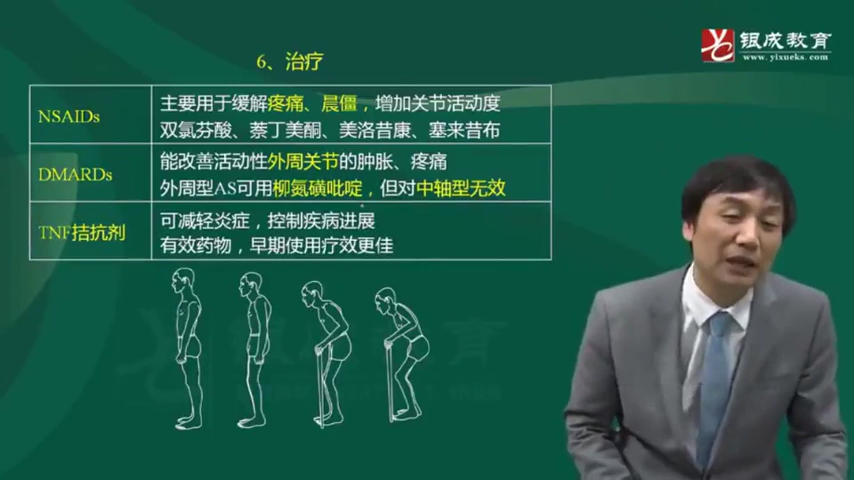 银成教育
www.yixueks.com
6、治疗
NSAIDs
主要用于缓解疼痛、晨僵，增加关节活动度
双氯芬酸、萘丁美酮、美洛昔康、塞来昔布
DMARDs
能改善活动性外周关节的肿胀、疼痛
外周型AS可用柳氮磺吡啶，但对中轴型无效
TNF拮抗剂
可减轻炎症，控制疾病进展
有效药物，早期使用疗效更佳
银成教育